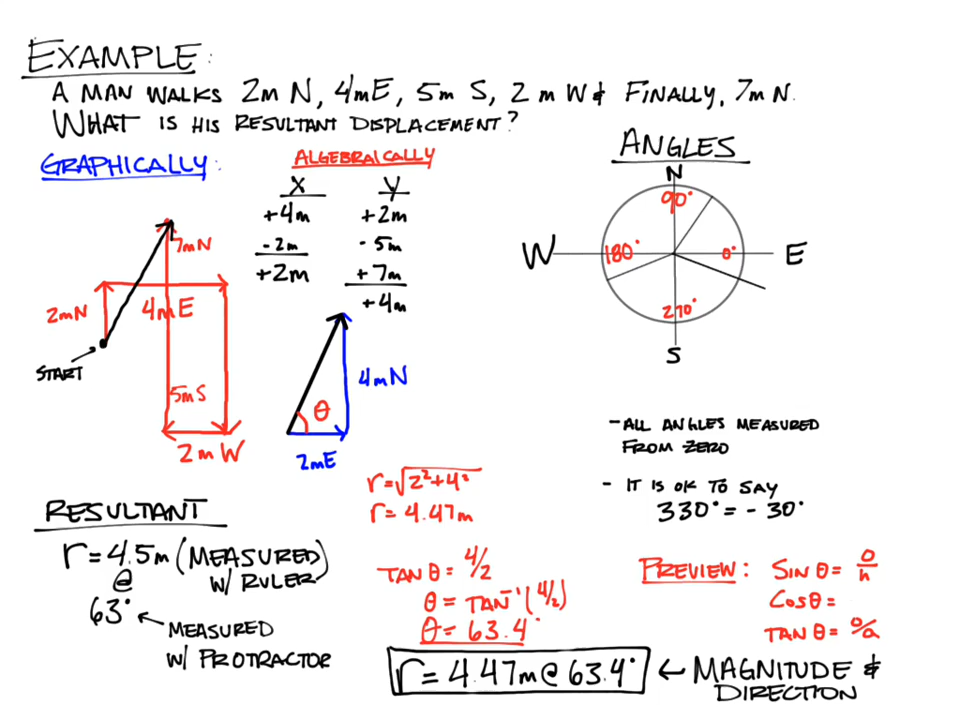 EXAMPLE:
A MAN WALKS 2m N, 4mE, 5m S, 2 m W & FINALLY, 7m N.
WHAT IS HIS RESULTANT DISPLACEMENT?
GRAPHICALLY:
7mN
2mN
4mE
START
5mS
2 m W
ALGEBRAICALLY
X Y
+4m +2m
-2m -5m
+2m +7m
+4m
4mN
θ
2mE
ANGLES
N
90°
W 180° 0° E
270°
S
- ALL ANGLES MEASURED
FROM ZERO
- IT IS OK TO SAY
330° = -30°
RESULTANT
r = 4.5m (MEASURED
@ W/ RULER)
63° ← MEASURED
W/ PROTRACTOR
r = √2²+4²
r = 4.47m
TAN θ = 4/2
θ = TAN⁻¹(4/2)
θ = 63.4°
r = 4.47m @ 63.4° ← MAGNITUDE &
DIRECTION
PREVIEW: SIN θ = O/h
COS θ =
TAN θ = O/a